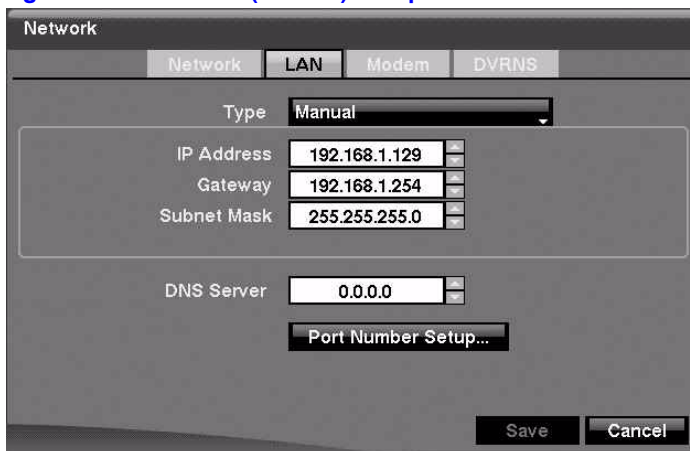 Network
Network LAN Modem DVRNS
Type Manual
IP Address 192.168.1.129
Gateway 192.168.1.254
Subnet Mask 255.255.255.0
DNS Server 0.0.0.0
Port Number Setup...
Save Cancel